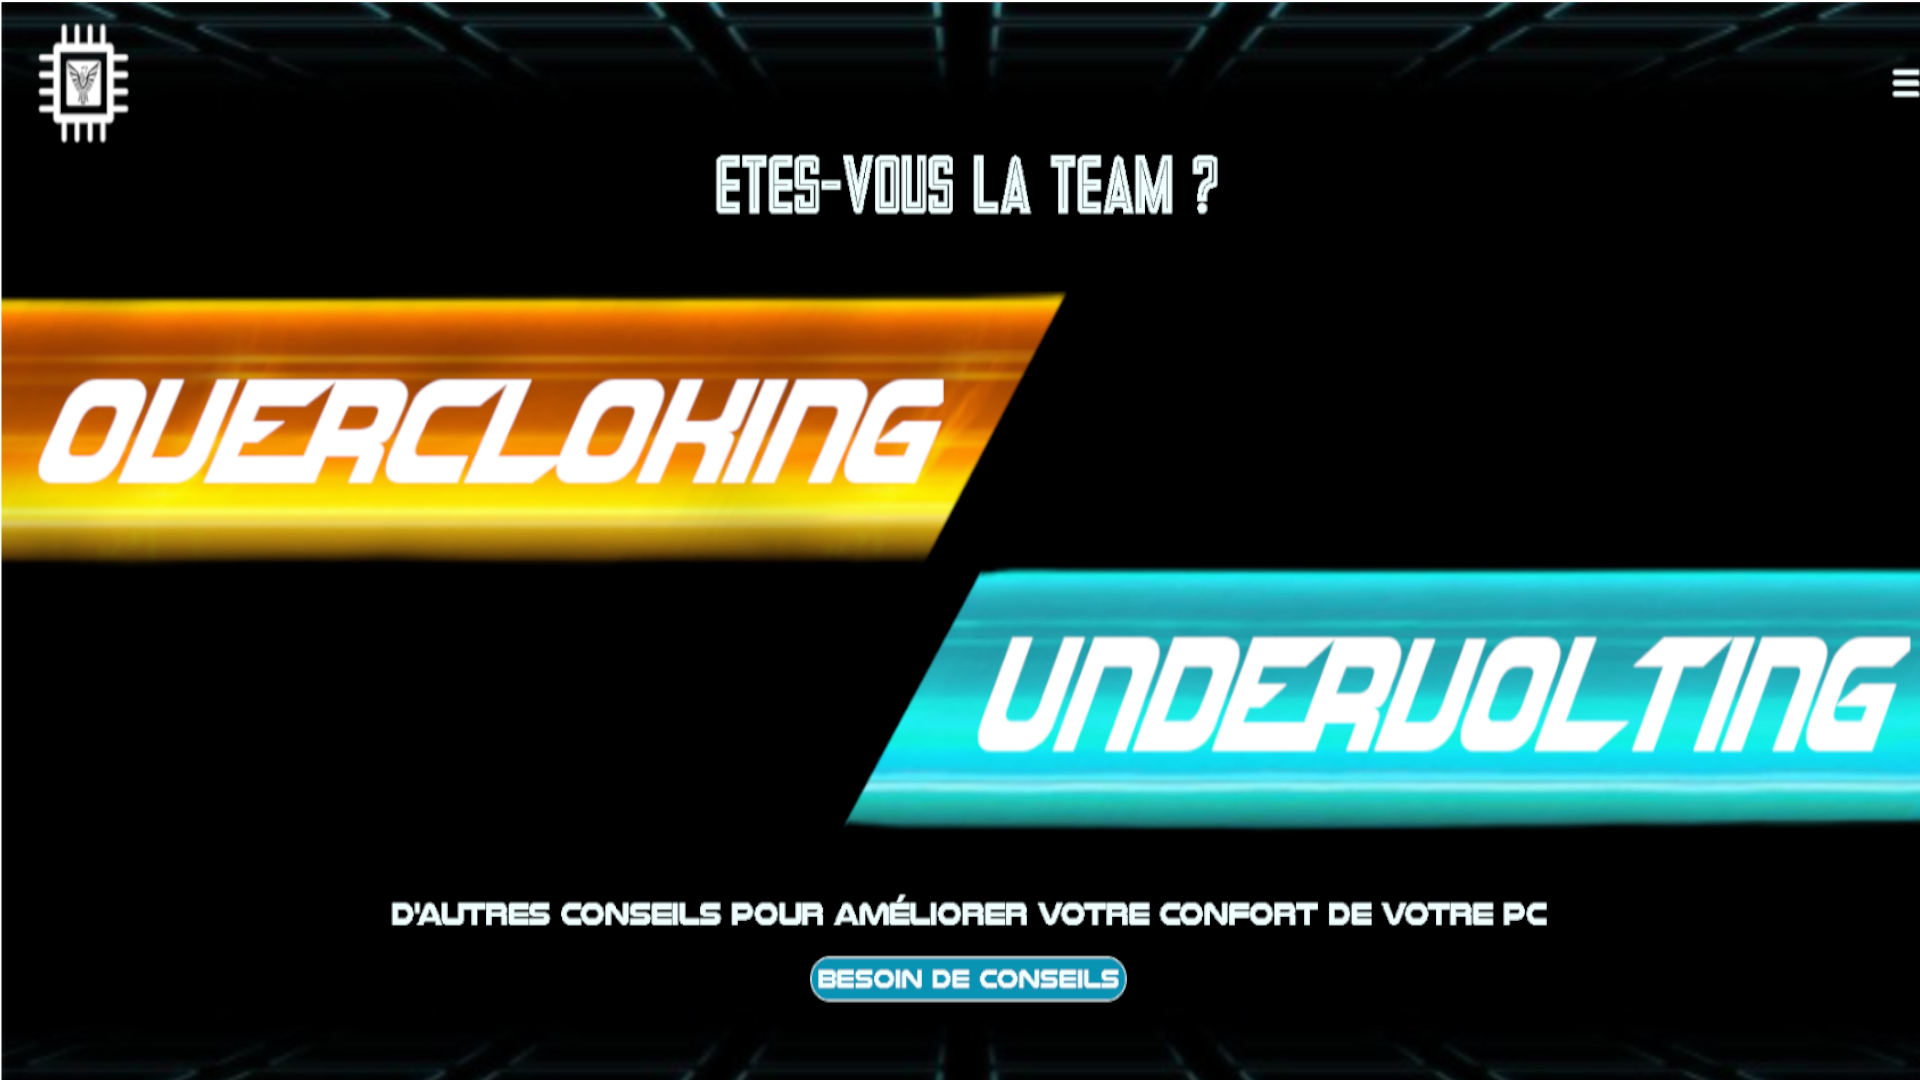 ETES-VOUS LA TEAM ?
OVERCLOKING
UNDERVOLTING
D'AUTRES CONSEILS POUR AMÉLIORER VOTRE CONFORT DE VOTRE PC
BESOIN DE CONSEILS